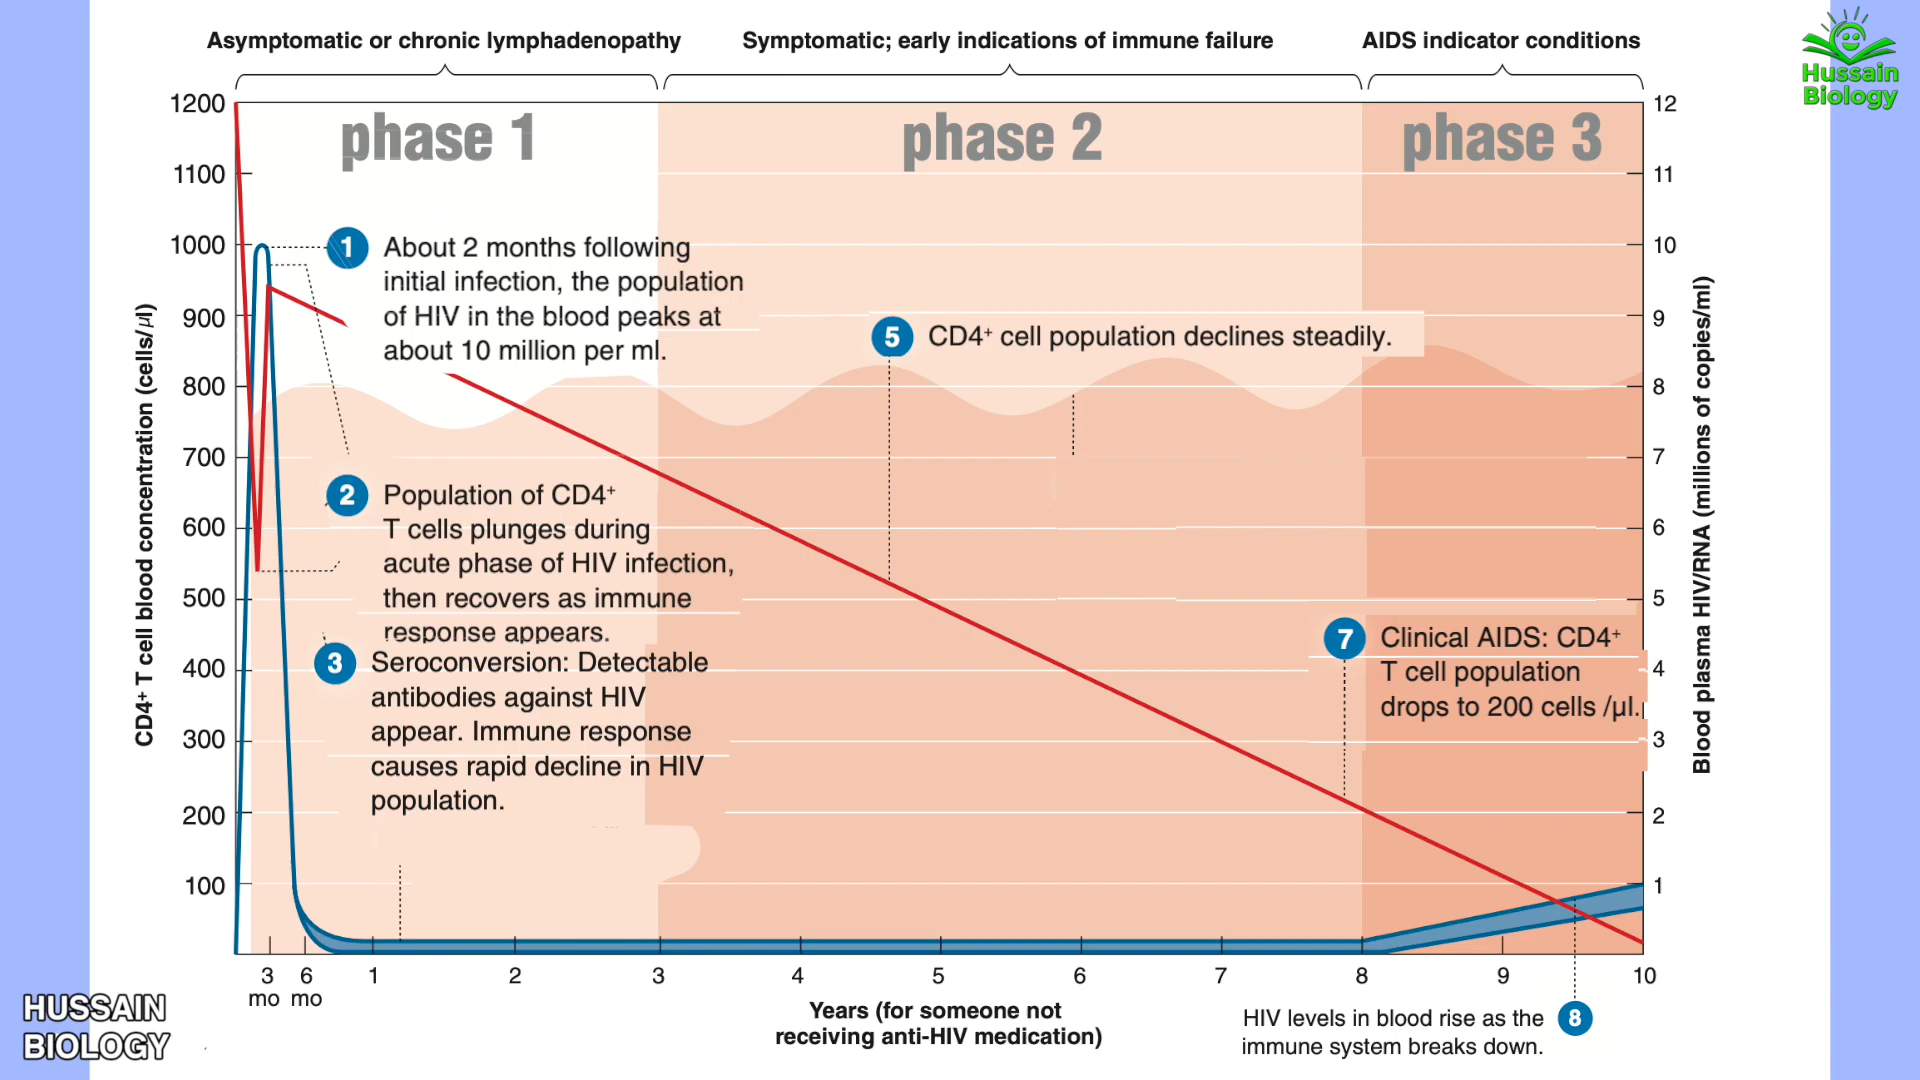 Asymptomatic or chronic lymphadenopathy
Symptomatic; early indications of immune failure
AIDS indicator conditions
Hussain
Biology
phase 1
phase 2
phase 3
1200
1100
1000
900
800
700
600
500
400
300
200
100
CD4+ T cell blood concentration (cells/µl)
1 About 2 months following
initial infection, the population
of HIV in the blood peaks at
about 10 million per ml.
2 Population of CD4+
T cells plunges during
acute phase of HIV infection,
then recovers as immune
response appears.
3 Seroconversion: Detectable
antibodies against HIV
appear. Immune response
causes rapid decline in HIV
population.
5 CD4+ cell population declines steadily.
7 Clinical AIDS: CD4+
T cell population
drops to 200 cells /µl.
12
11
10
9
8
7
6
5
4
3
2
1
Blood plasma HIV/RNA (millions of copies/ml)
3 6 1 2 3 4 5 6 7 8 9 10
mo mo
Years (for someone not
receiving anti-HIV medication)
HIV levels in blood rise as the 8
immune system breaks down.
HUSSAIN
BIOLOGY